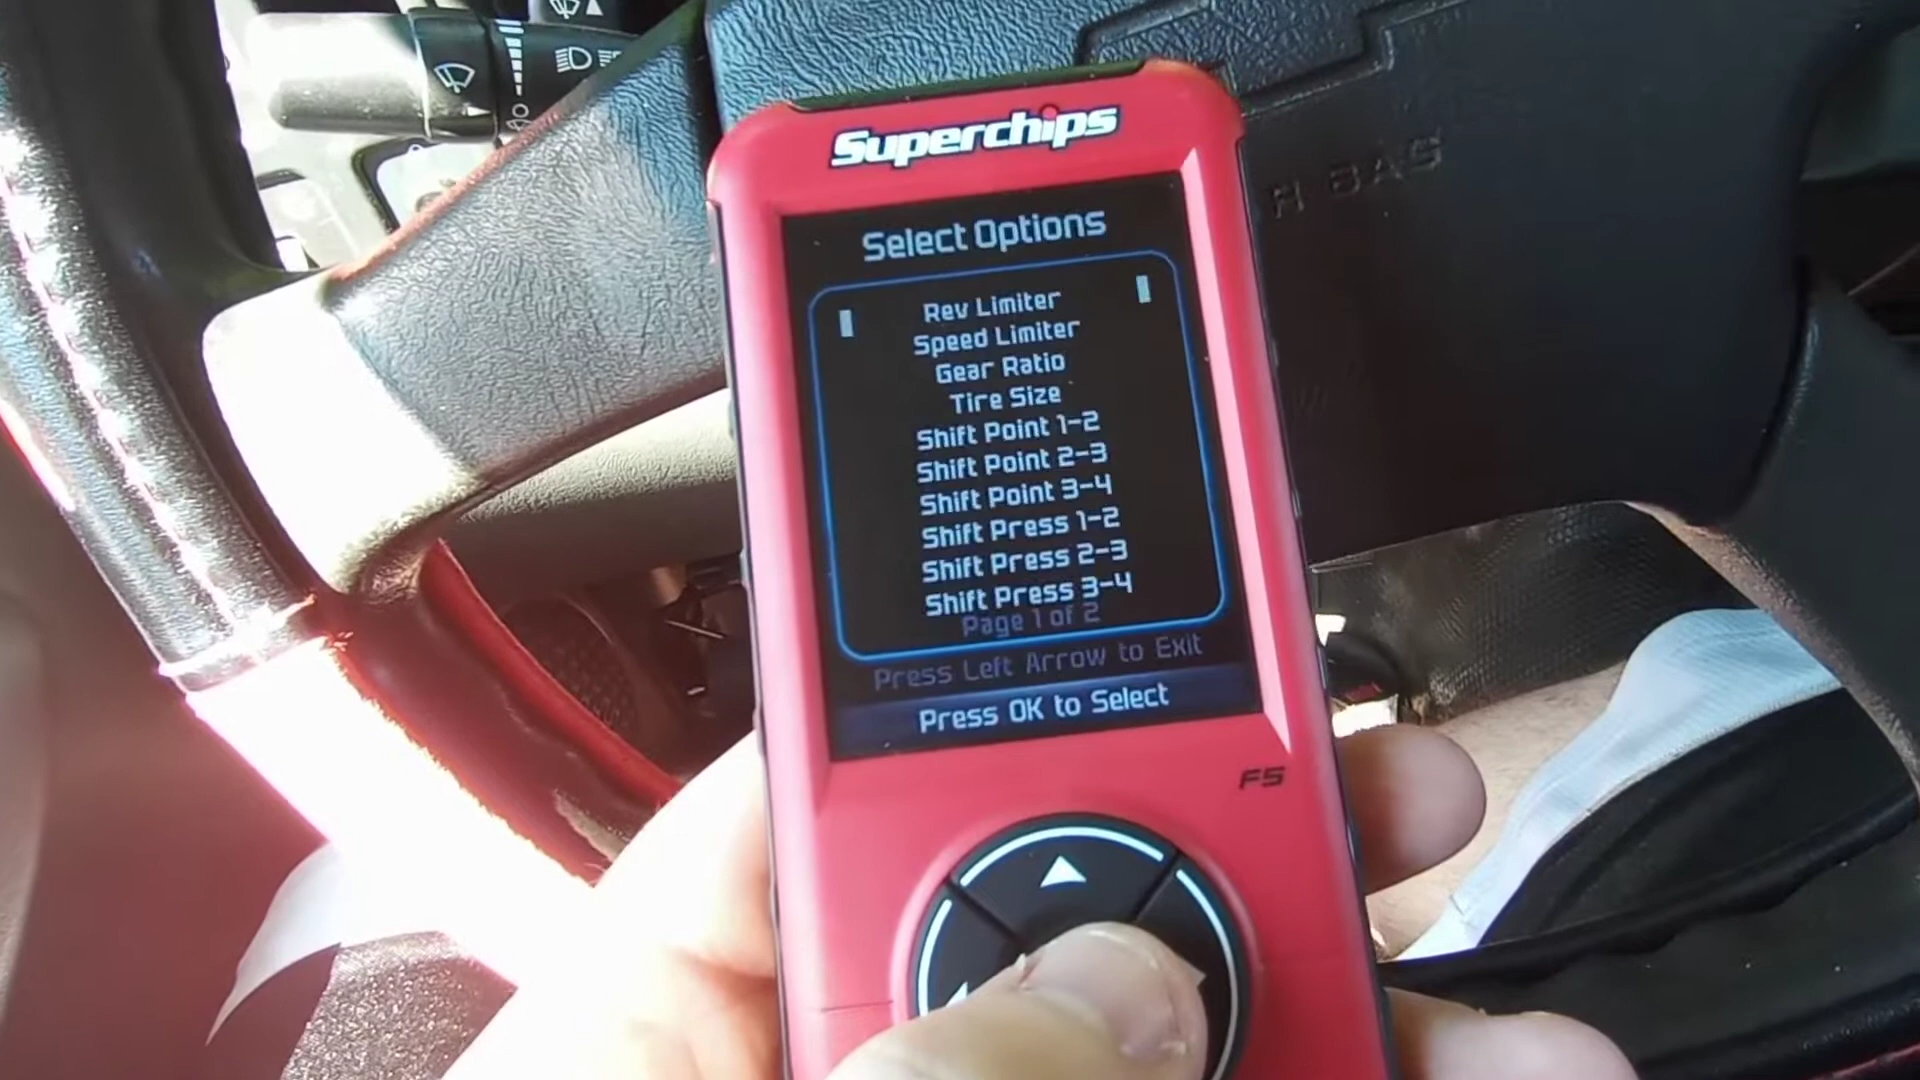 Superchips
Select Options
Rev Limiter
Speed Limiter
Gear Ratio
Tire Size
Shift Point 1-2
Shift Point 2-3
Shift Point 3-4
Shift Press 1-2
Shift Press 2-3
Shift Press 3-4
Page 1 of 2
Press Left Arrow to Exit
Press OK to Select
F5